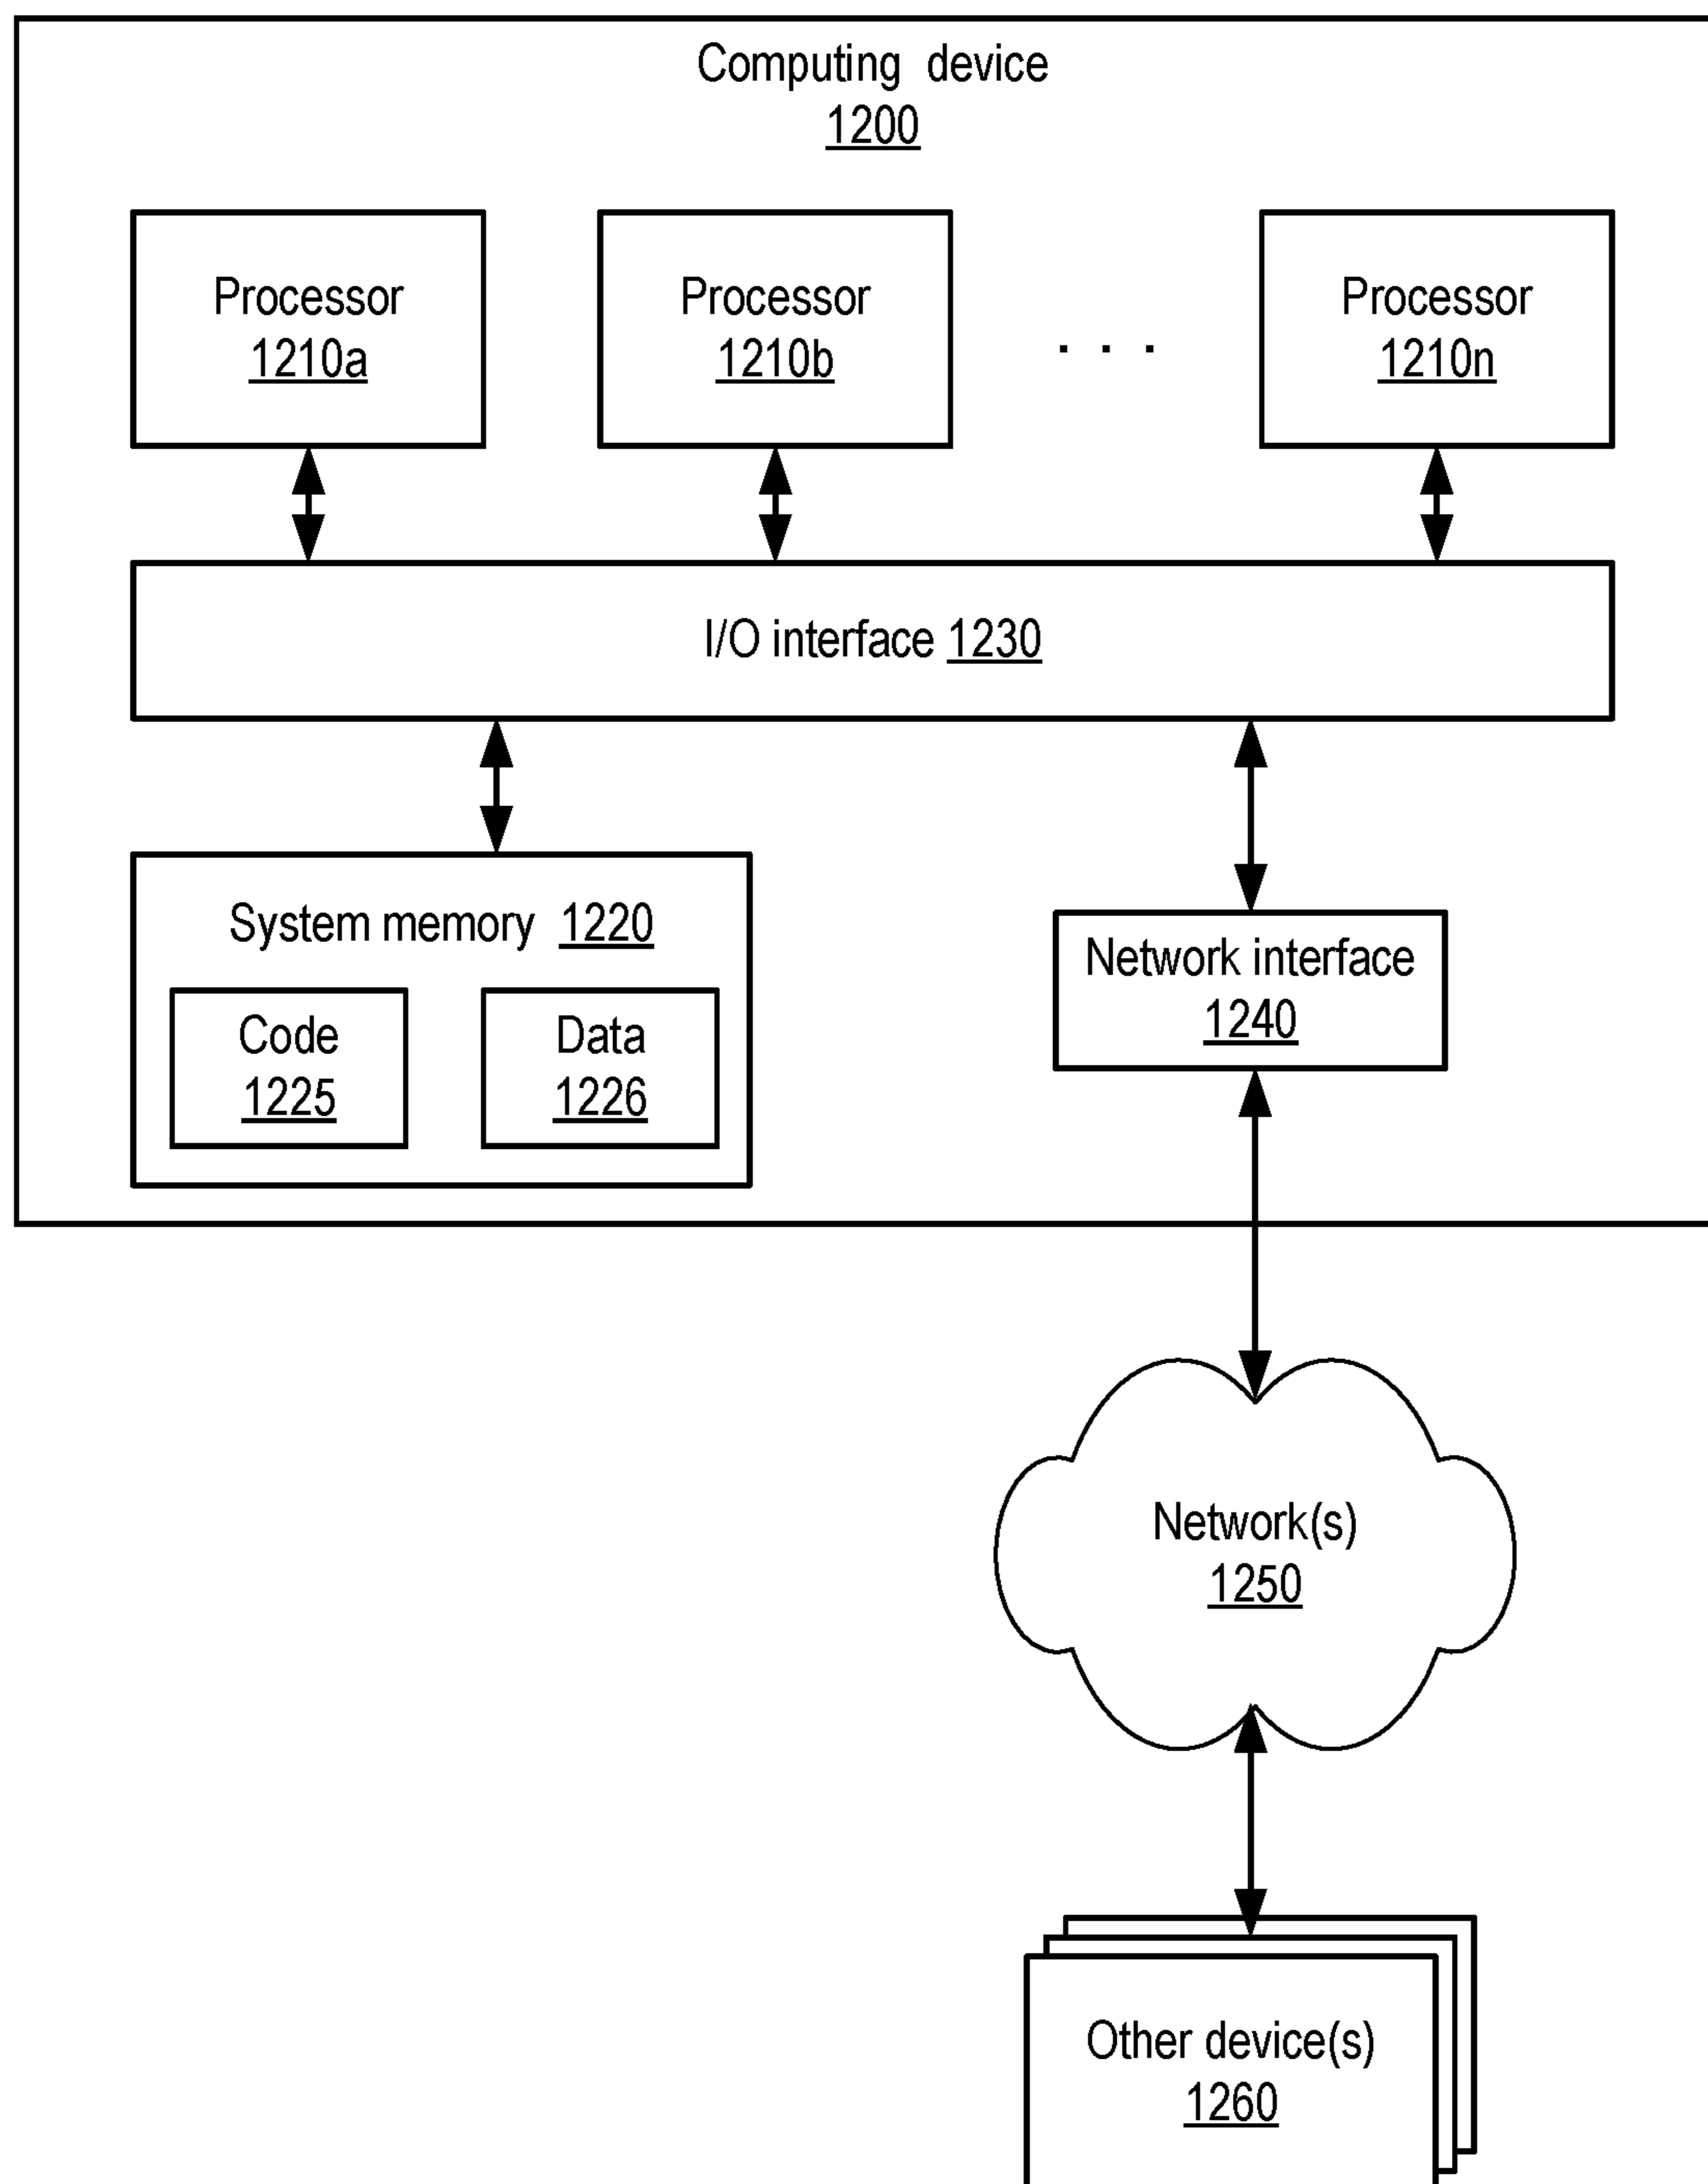 Computing device
1200
Processor
1210a
Processor
1210b
. . .
Processor
1210n
I/O interface 1230
System memory 1220
Code
1225
Data
1226
Network interface
1240
Network(s)
1250
Other device(s)
1260